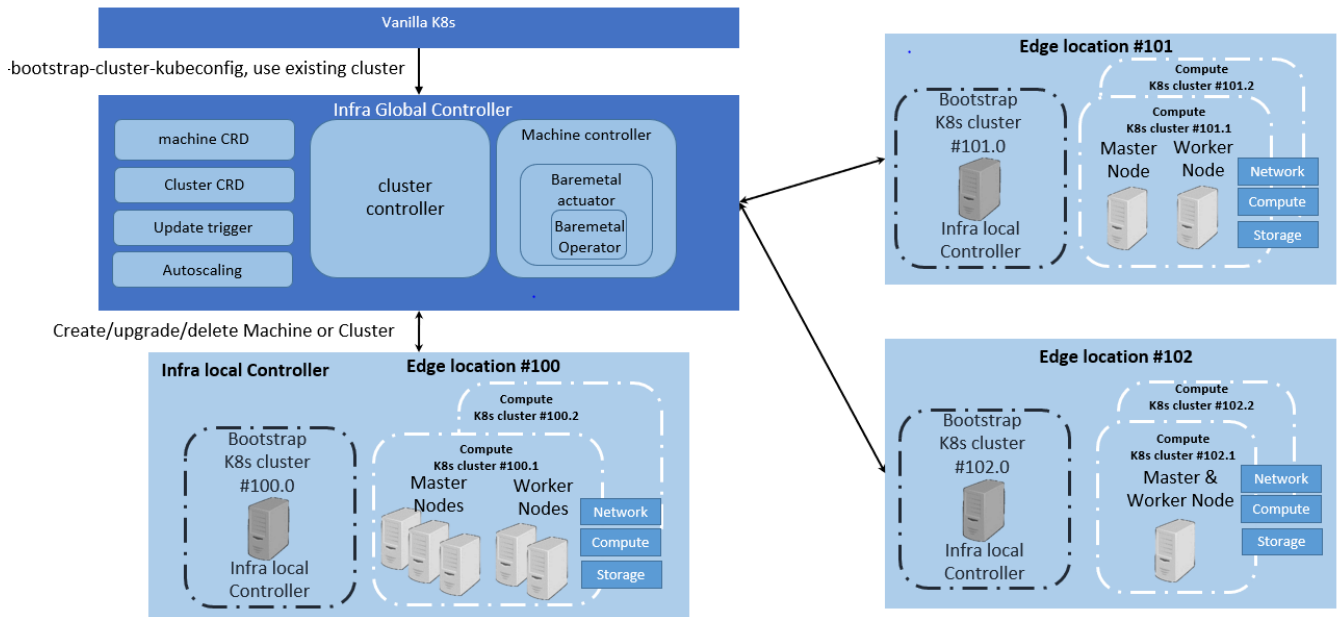 Vanilla K8s
-bootstrap-cluster-kubeconfig, use existing cluster
Infra Global Controller
machine CRD
Cluster CRD
Update trigger
Autoscaling
cluster
controller
Machine controller
Baremetal
actuator
Baremetal
Operator
Create/upgrade/delete Machine or Cluster
Infra local Controller
Edge location #100
Compute
K8s cluster #100.2
Bootstrap
K8s cluster
#100.0
Infra local
Controller
Compute
K8s cluster #100.1
Master
Nodes
Worker
Nodes
Network
Compute
Storage
Edge location #101
Compute
K8s cluster #101.2
Bootstrap
K8s cluster
#101.0
Infra local
Controller
Compute
K8s cluster #101.1
Master
Node
Worker
Node
Network
Compute
Storage
Edge location #102
Compute
K8s cluster #102.2
Bootstrap
K8s cluster
#102.0
Infra local
Controller
Compute
K8s cluster #102.1
Master &
Worker Node
Network
Compute
Storage